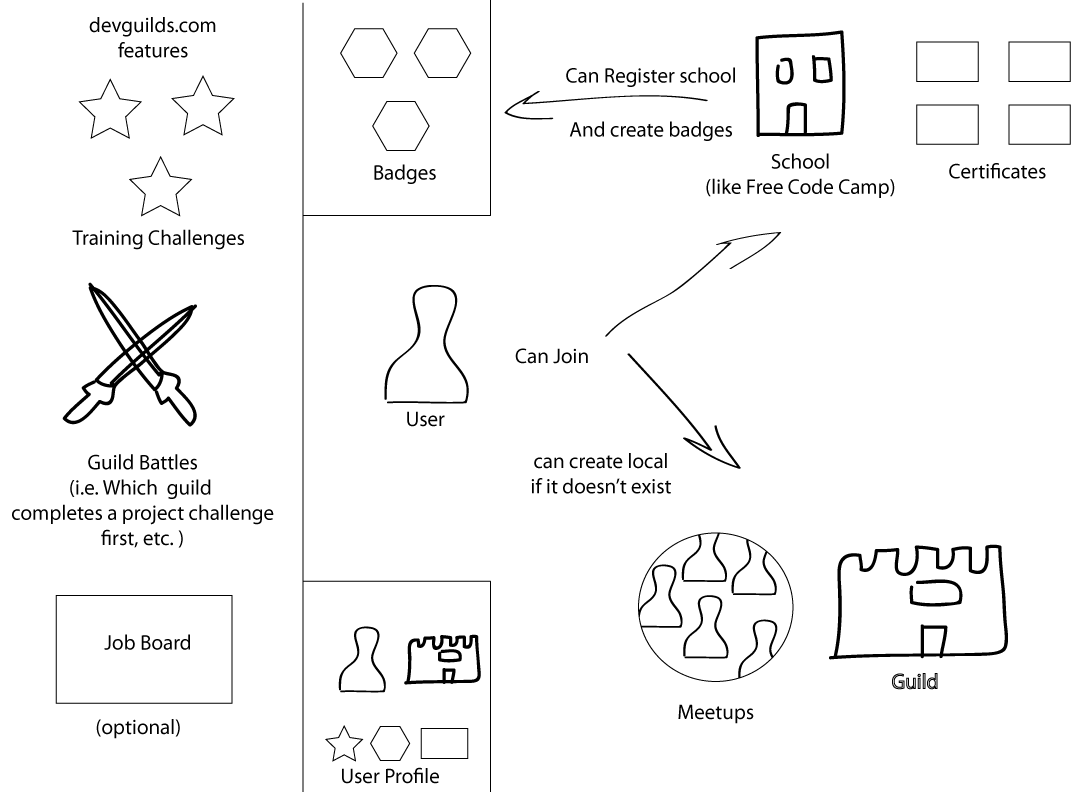 devguilds.com
features
Training Challenges
Guild Battles
(i.e. Which  guild
completes a project challenge
first, etc. )
Job Board
(optional)
Badges
Can Register school
And create badges
School
(like Free Code Camp)
Certificates
User
Can Join
can create local
if it doesn’t exist
User Profile
Meetups
Guild